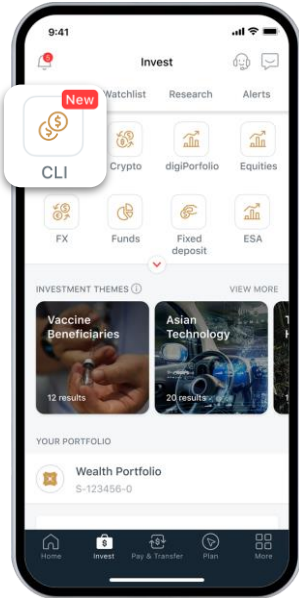 9:41
6
Invest
Watchlist
Research
Alerts
New
CLI
Crypto
digiPorfolio
Equities
FX
Funds
Fixed
deposit
ESA
INVESTMENT THEMES
VIEW MORE
Vaccine
Beneficiaries
12 results
Asian
Technology
20 results
YOUR PORTFOLIO
Wealth Portfolio
S-123456-0
Home
Invest
Pay & Transfer
Plan
More